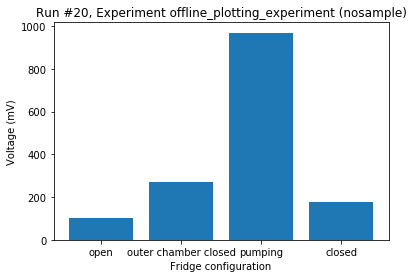 Run #20, Experiment offline_plotting_experiment (nosample)
1000
800
600
400
200
0
Voltage (mV)
open outer chamber closed pumping closed
Fridge configuration